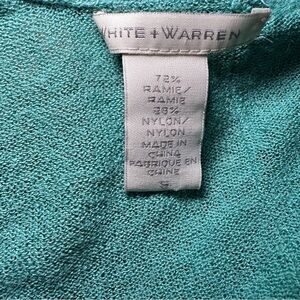 WHITE + WARREN
72%
RAMIE/
RAMIE
28%
NYLON/
NYLON
MADE IN
CHINA
FABRIQUE EN
CHINE